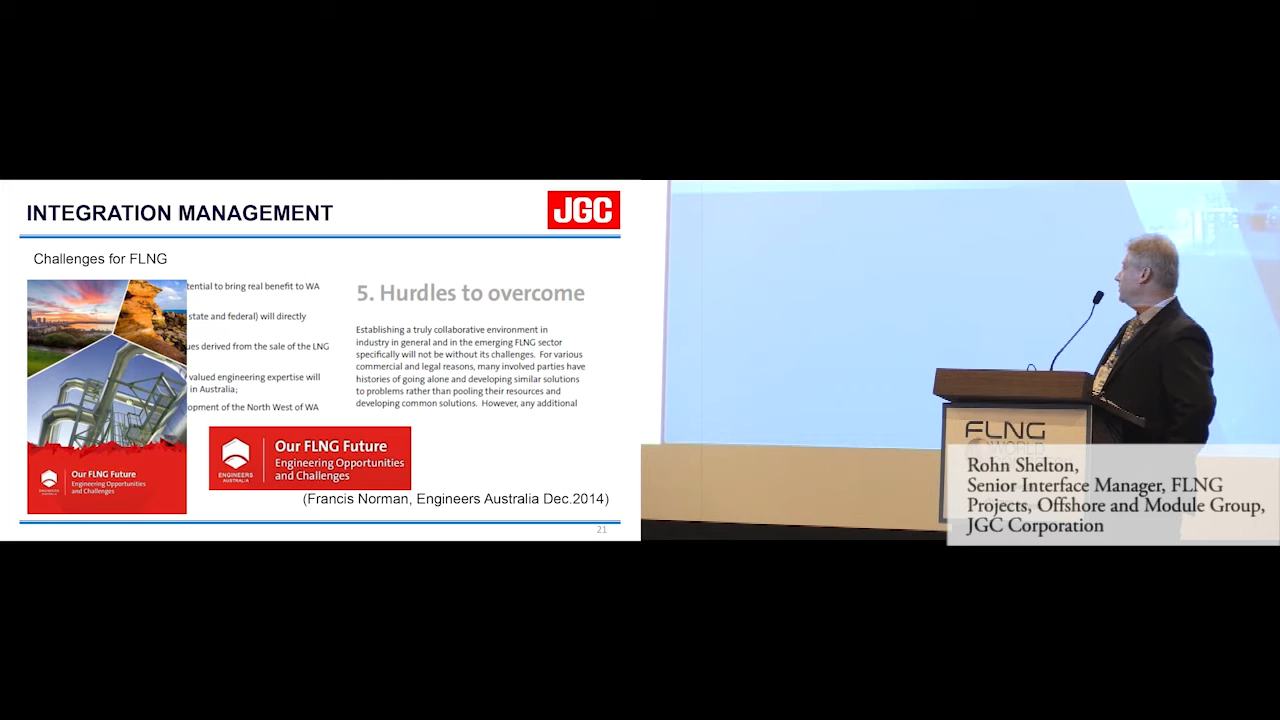 INTEGRATION MANAGEMENT
JGC
Challenges for FLNG
to bring real benefit to WA
state and federal) will directly
derived from the sale of the LNG
valued engineering expertise will
in Australia;
of the North West of WA
5. Hurdles to overcome
Establishing a truly collaborative environment in
industry in general and in the emerging FLNG sector
specifically will not be without its challenges. For various
commercial and legal reasons, many involved parties have
histories of going alone and developing similar solutions
to problems rather than pooling their resources and
developing common solutions. However, any additional
Our FLNG Future
Engineering Opportunities
and Challenges
ENGINEERS
AUSTRALIA
Our FLNG Future
Engineering Opportunities
and Challenges
(Francis Norman, Engineers Australia Dec.2014)
21
FLNG
WORLD
Rohn Shelton,
Senior Interface Manager, FLNG
Projects, Offshore and Module Group,
JGC Corporation